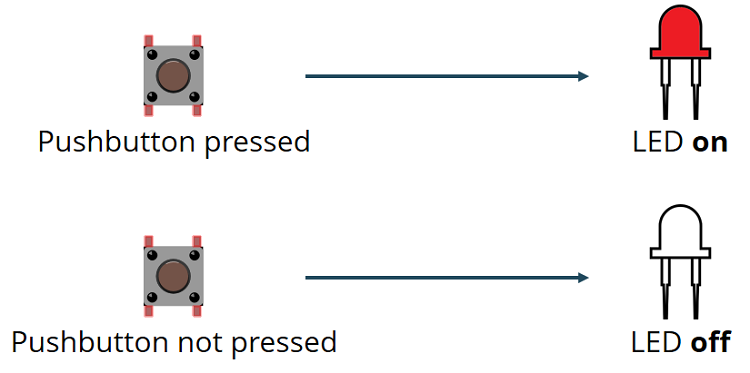 Pushbutton pressed
LED on
Pushbutton not pressed
LED off